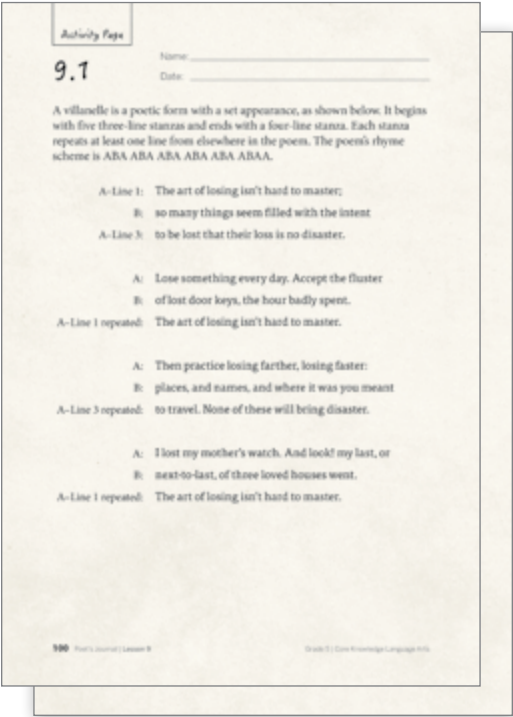 Activity Page
9.1
Name:
Date:
A villanelle is a poetic form with a set appearance, as shown below. It begins
with five three-line stanzas and ends with a four-line stanza. Each stanza
repeats at least one line from elsewhere in the poem. The poem's rhyme
scheme is ABA ABA ABA ABA ABA ABAA.
A–Line 1: The art of losing isn't hard to master;
B: so many things seem filled with the intent
A–Line 3: to be lost that their loss is no disaster.
A: Lose something every day. Accept the fluster
B: of lost door keys, the hour badly spent.
A–Line 1 repeated: The art of losing isn't hard to master.
A: Then practice losing farther, losing faster:
B: places, and names, and where it was you meant
A–Line 3 repeated: to travel. None of these will bring disaster.
A: I lost my mother's watch. And look! my last, or
B: next-to-last, of three loved houses went.
A–Line 1 repeated: The art of losing isn't hard to master.
100 Poet's Journal | Lesson 9
Grade 5 | Core Knowledge Language Arts